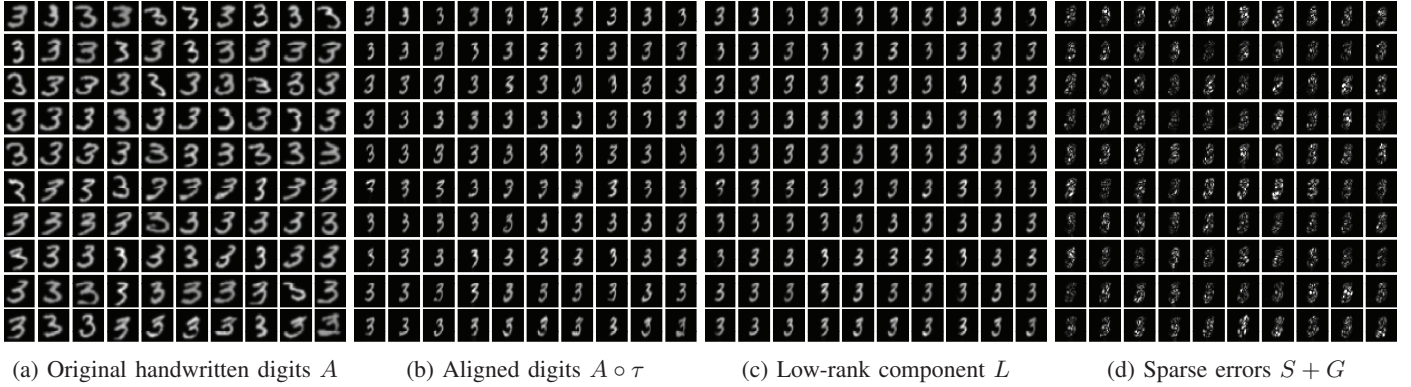 (a) Original handwritten digits A
(b) Aligned digits A ∘ τ
(c) Low-rank component L
(d) Sparse errors S + G